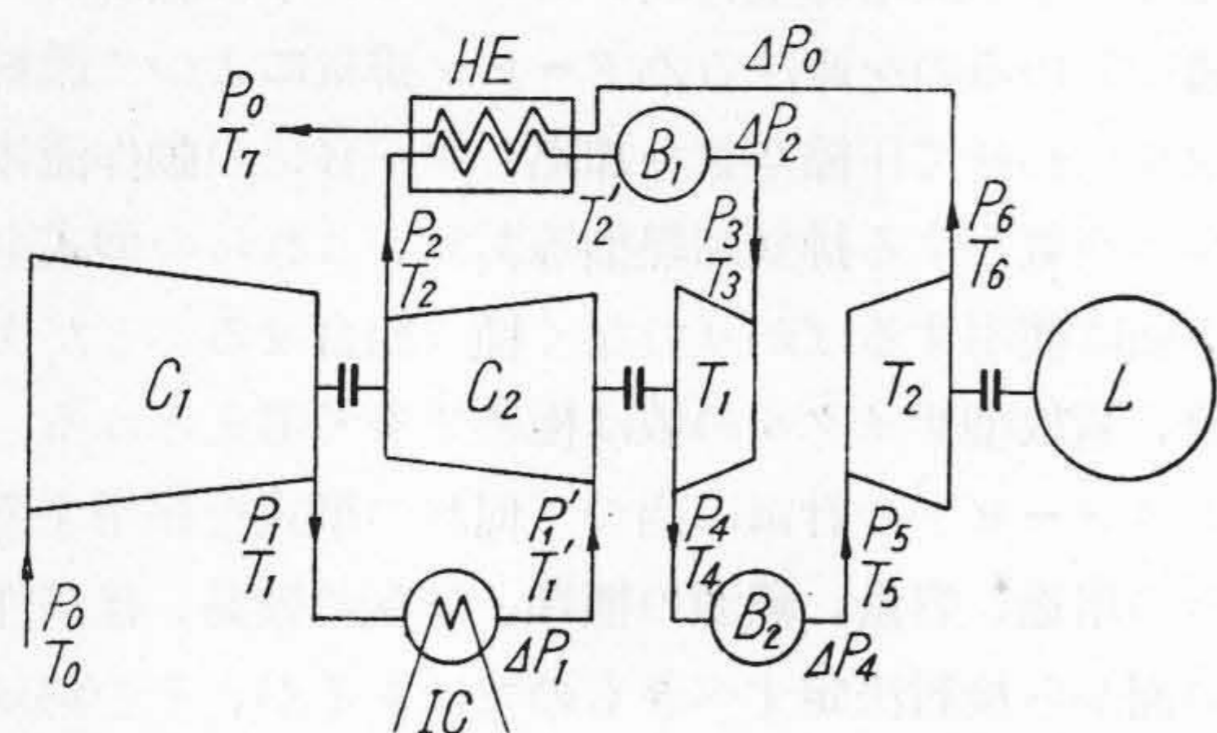 HE
ΔP₀
P₀
T₇
B₁
ΔP₂
T₂'
P₂
T₂
P₃
T₃
P₆
T₆
C₁
C₂
T₁
T₂
L
P₁
T₁
P₁'
T₁'
P₄
T₄
P₅
T₅
P₀
T₀
ΔP₁
B₂
ΔP₄
IC